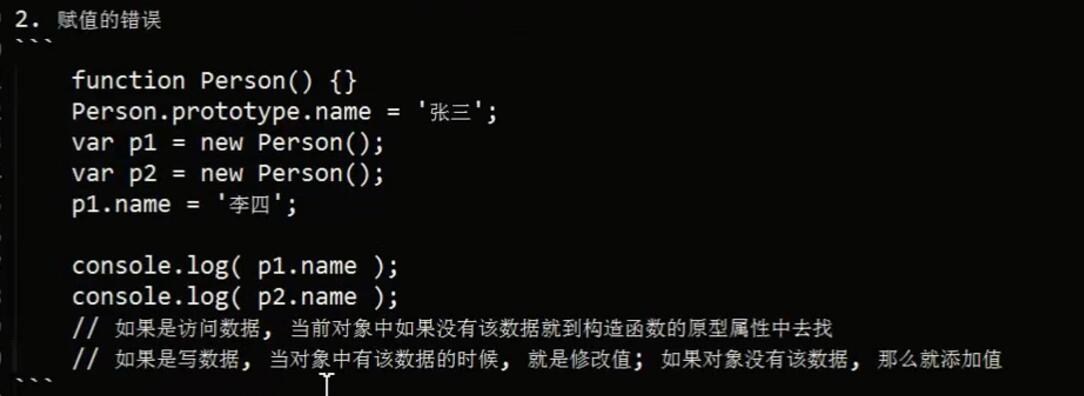 2. 赋值的错误
```
function Person() {}
Person.prototype.name = '张三';
var p1 = new Person();
var p2 = new Person();
p1.name = '李四';
console.log( p1.name );
console.log( p2.name );
// 如果是访问数据, 当前对象中如果没有该数据就到构造函数的原型属性中去找
// 如果是写数据, 当对象中有该数据的时候, 就是修改值; 如果对象没有该数据, 那么就添加值
```